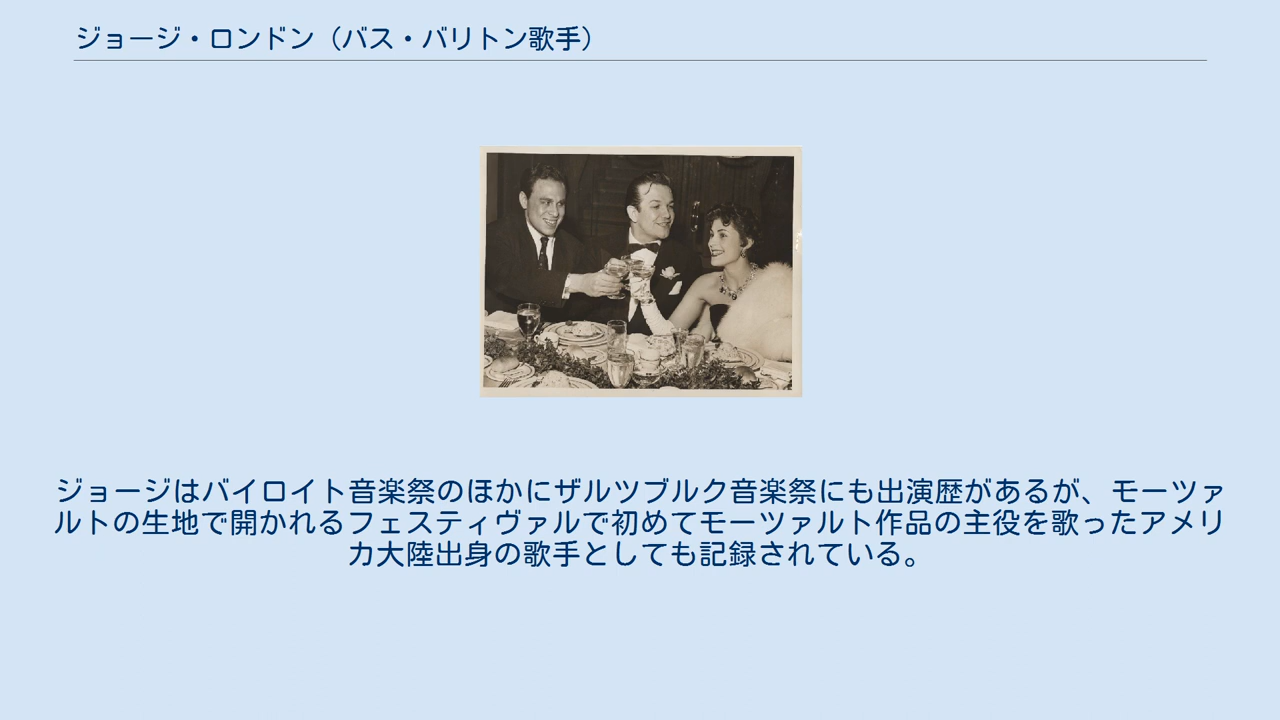 ジョージ・ロンドン（バス・バリトン歌手）
ジョージはバイロイト音楽祭のほかにザルツブルク音楽祭にも出演歴があるが、モーツァ
ルトの生地で開かれるフェスティヴァルで初めてモーツァルト作品の主役を歌ったアメリ
カ大陸出身の歌手としても記録されている。